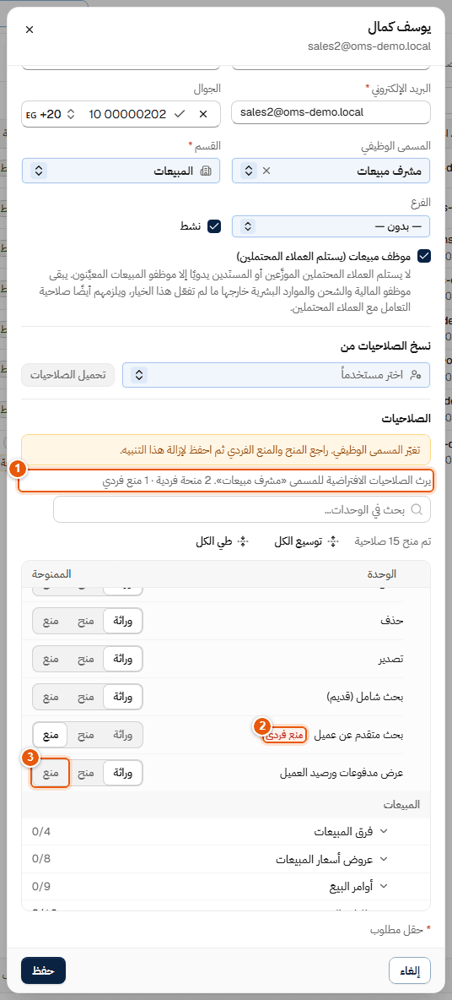 يوسف كمال
sales2@oms-demo.local
البريد الإلكتروني *
الجوال
sales2@oms-demo.local
EG +20 10 00000202
المسمى الوظيفي
القسم *
مشرف مبيعات
المبيعات
الفرع
— بدون —
نشط
موظف مبيعات (يستلم العملاء المحتملين)
لا يستلم العملاء المحتملين الموزَّعين أو المسنَدين يدويًا إلا موظفو المبيعات المعيَّنون. يبقى
موظفو المالية والشحن والموارد البشرية خارجها ما لم تفعّل هذا الخيار، ويلزمهم أيضًا صلاحية
التعامل مع العملاء المحتملين.
نسخ الصلاحيات من
اختر مستخدماً
تحميل الصلاحيات
الصلاحيات
تغيّر المسمى الوظيفي. راجع المنح والمنع الفردي ثم احفظ لإزالة هذا التنبيه.
1
يرث الصلاحيات الافتراضية للمسمى «مشرف مبيعات». 2 منحة فردية · 1 منع فردي
بحث في الوحدات...
تم منح 15 صلاحية
توسيع الكل
طي الكل
الوحدة
الممنوحة
حذف
وراثة منح منع
تصدير
وراثة منح منع
بحث شامل (قديم)
وراثة منح منع
2
بحث متقدم عن عميل منع فردي
وراثة منح منع
3
عرض مدفوعات ورصيد العميل
وراثة منح منع
المبيعات
فرق المبيعات 0/4
عروض أسعار المبيعات 0/8
أوامر البيع 0/9
* حقل مطلوب
إلغاء
حفظ